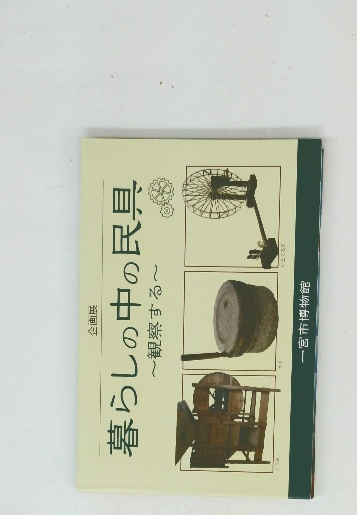 企画展
暮らしの中の民具
～観察する～
一宮市博物館